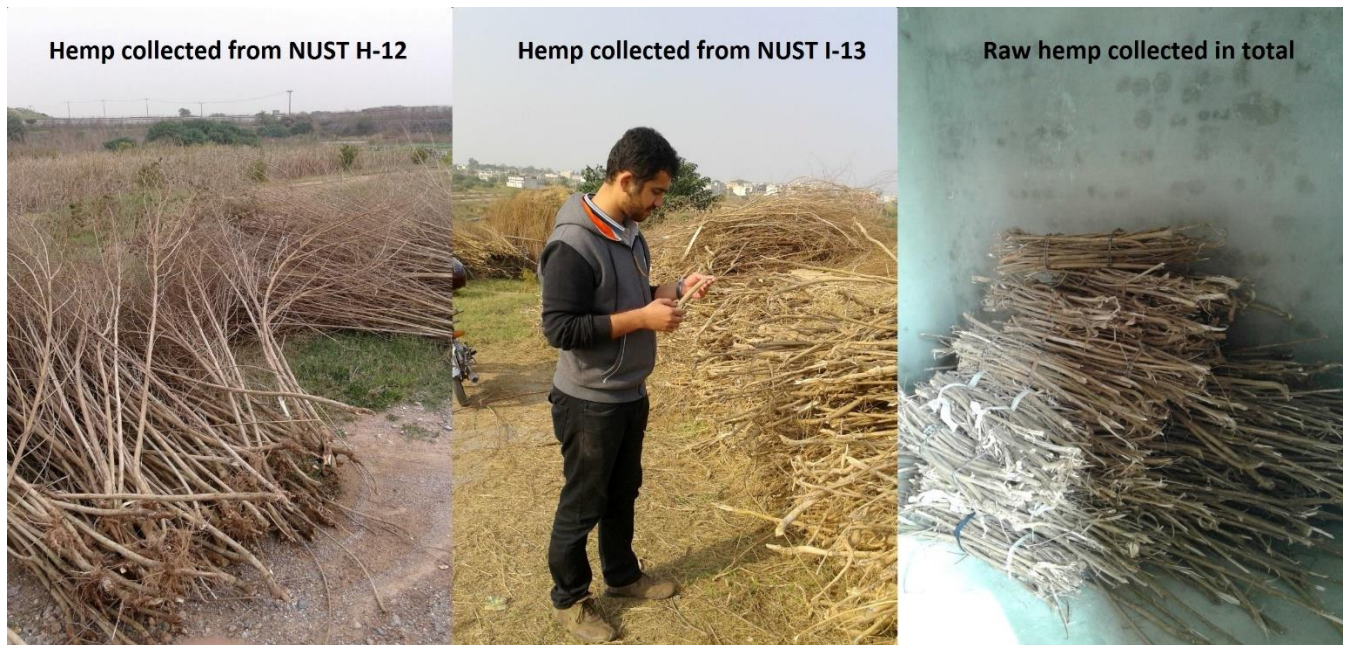 Hemp collected from NUST H-12
Hemp collected from NUST I-13
Raw hemp collected in total